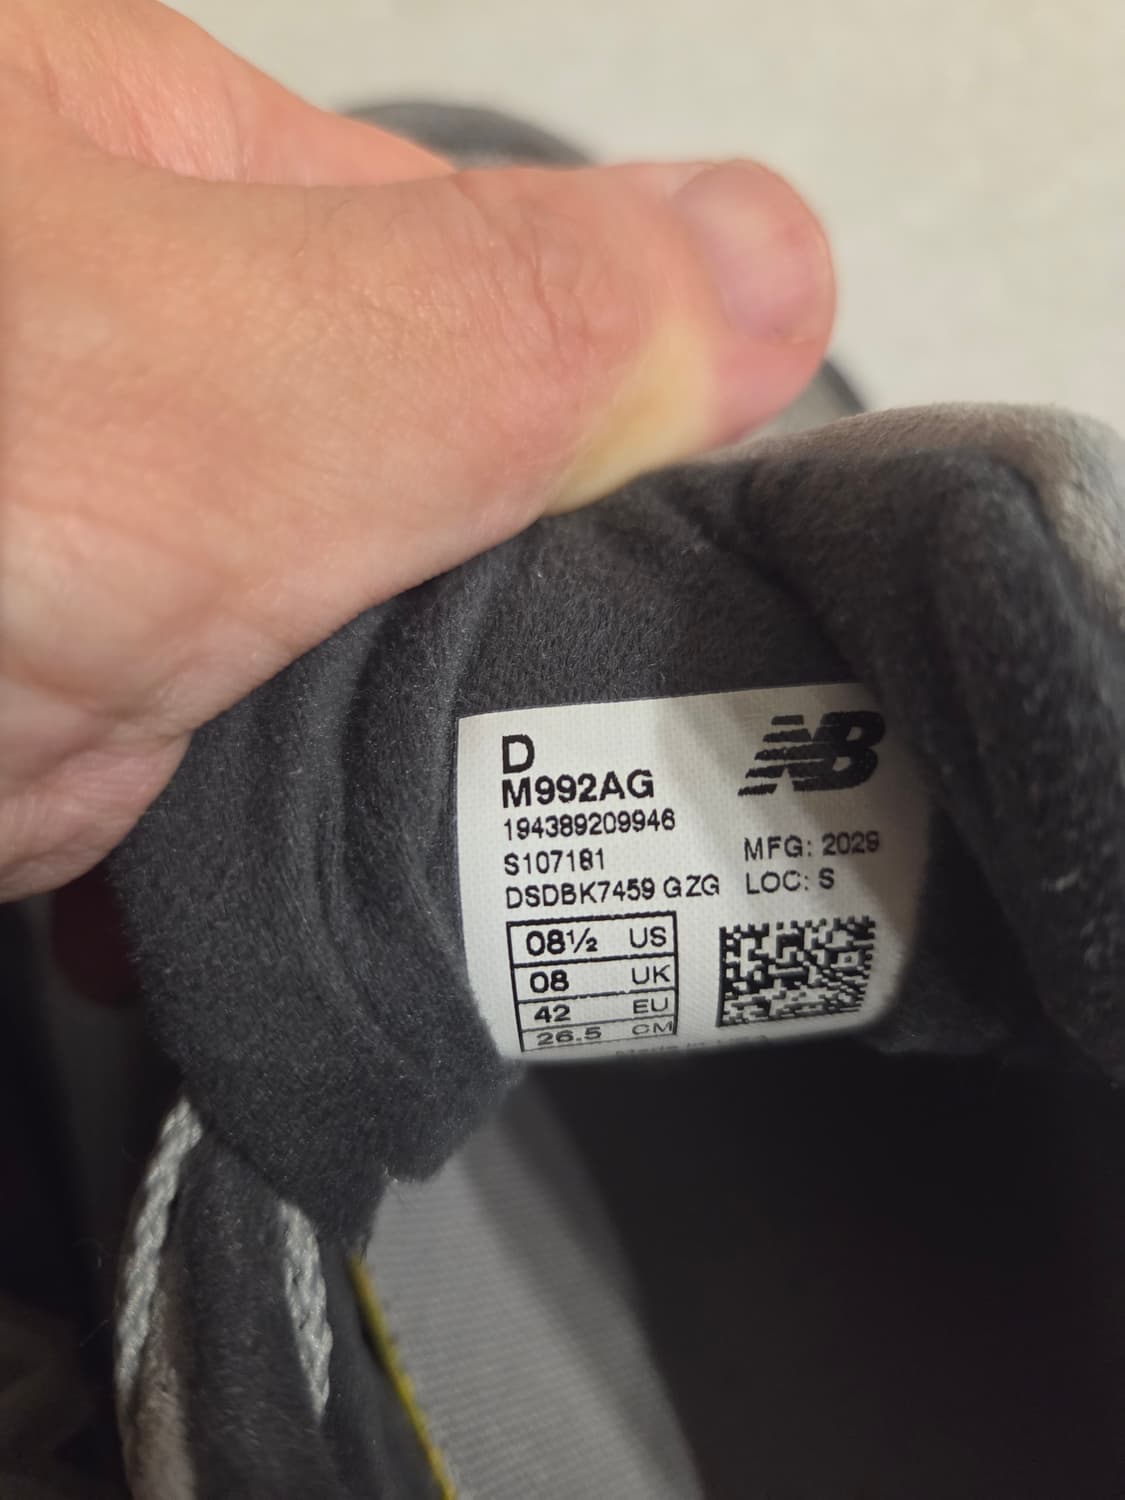 D
M992AG
194389209946
S107181
DSDBK7459 GZG
NB
MFG: 2029
LOC: S
08½ US
08 UK
42 EU
26.5 CM